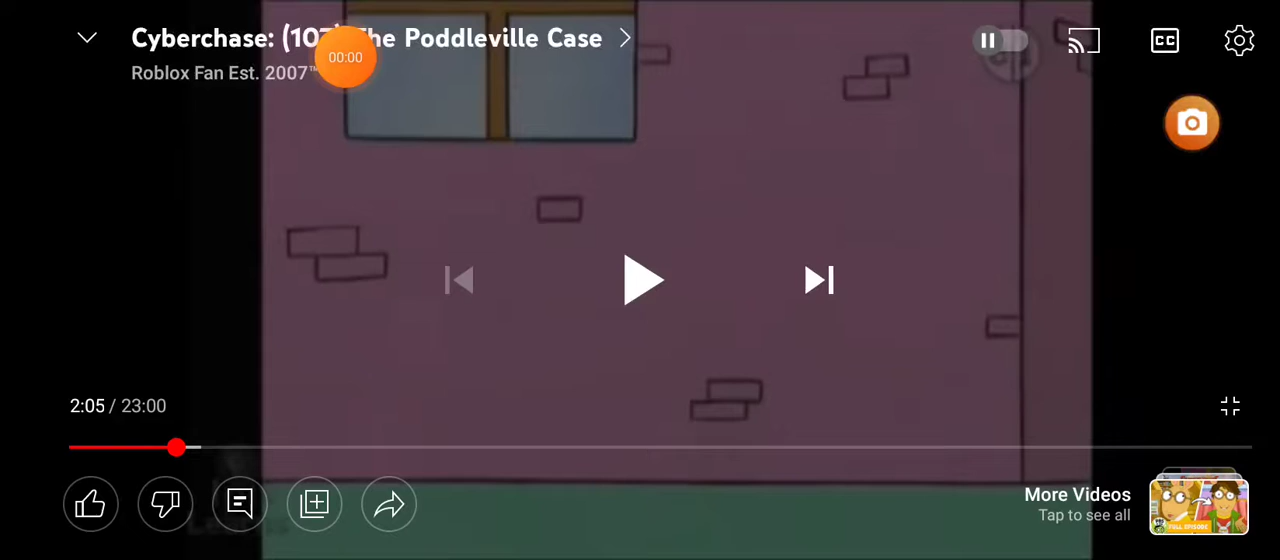 Cyberchase: (10 he Poddleville Case
Roblox Fan Est. 2007™
00:00
CC
2:05 / 23:00
More Videos
Tap to see all
FULL EPISODE